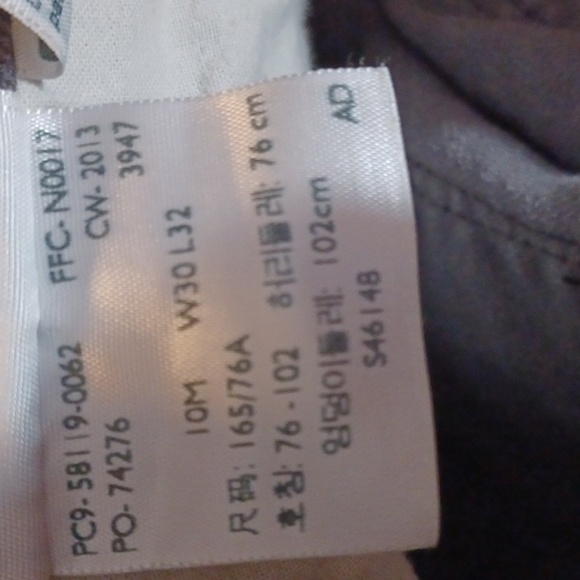 PC9-58119-0062 FFC-N0017
PO-74276 CW-2013
3947
10M W30 L32
尺码: 165/76A
호칭: 76-102 허리둘레: 76 cm
엉덩이둘레: 102cm
S46148 AD